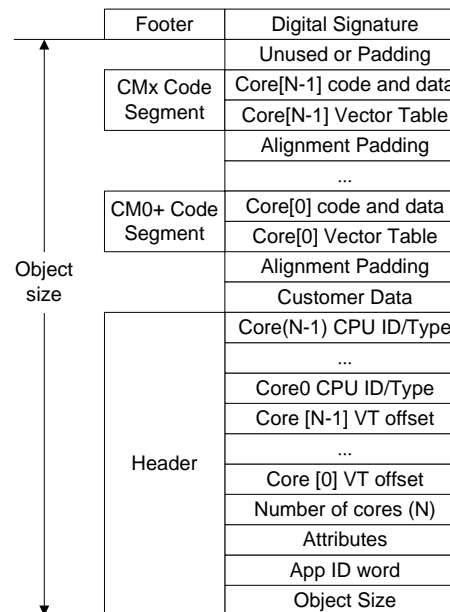 Footer
Digital Signature
Unused or Padding
CMx Code
Segment
Core[N-1] code and data
Core[N-1] Vector Table
Alignment Padding
...
CM0+ Code
Segment
Core[0] code and data
Core[0] Vector Table
Object
size
Alignment Padding
Customer Data
Header
Core(N-1) CPU ID/Type
...
Core0 CPU ID/Type
Core [N-1] VT offset
...
Core [0] VT offset
Number of cores (N)
Attributes
App ID word
Object Size